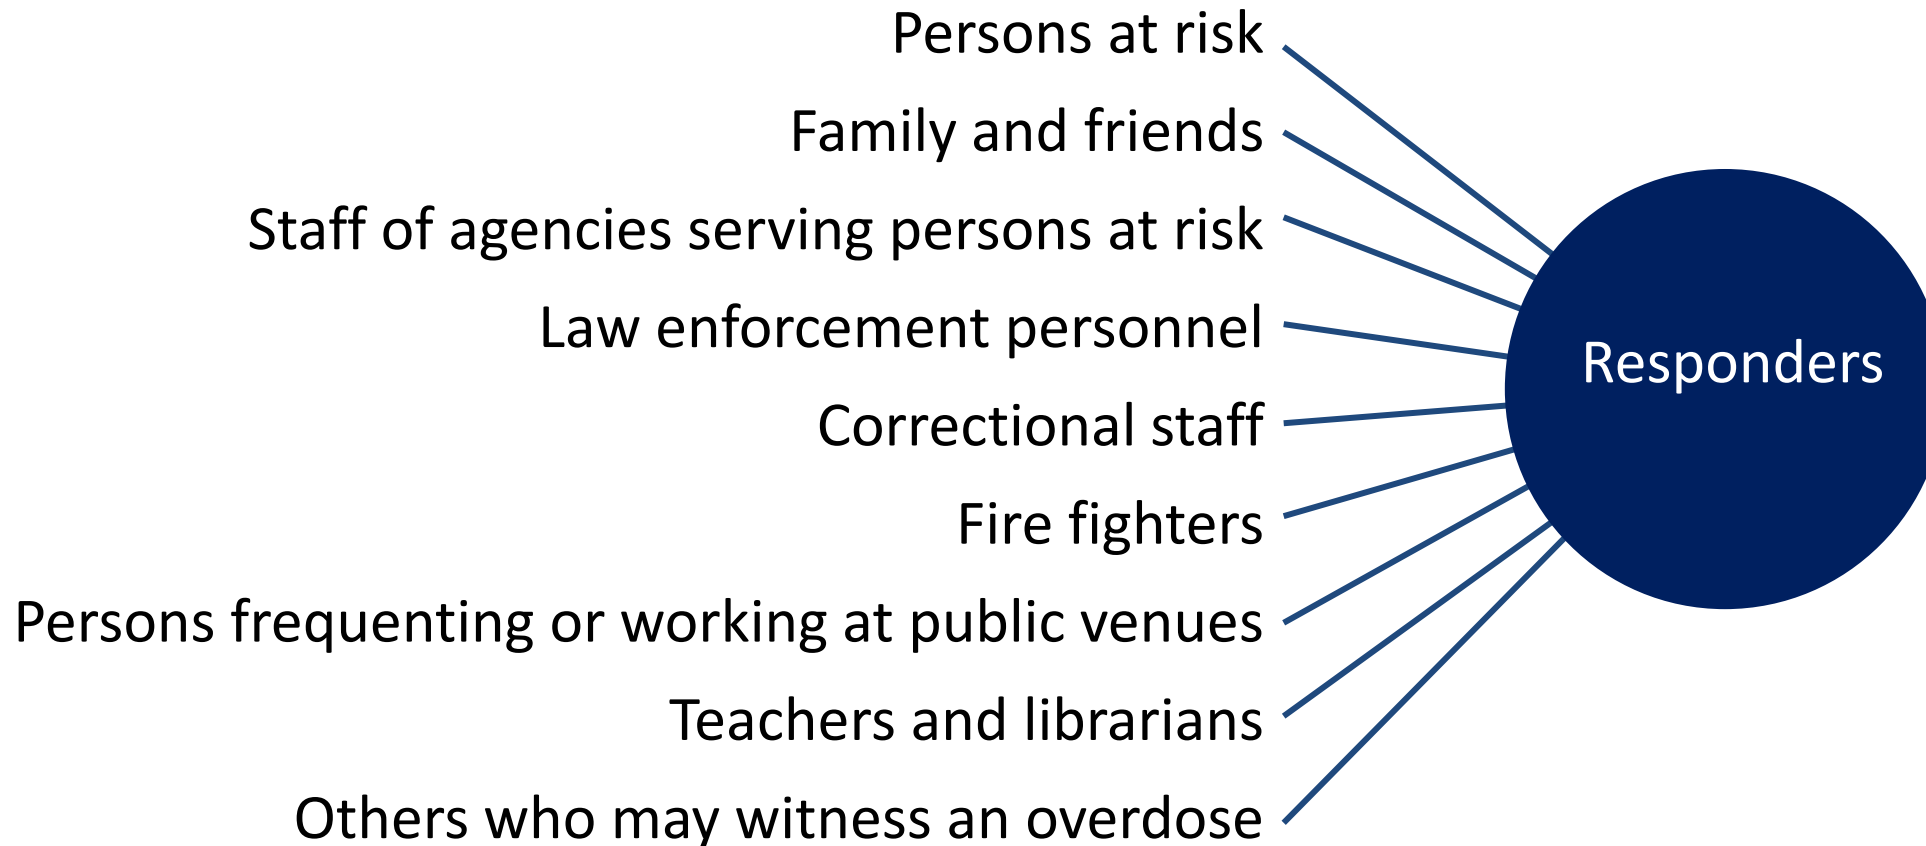 Persons at risk
Family and friends
Staff of agencies serving persons at risk
Law enforcement personnel
Correctional staff
Fire fighters
Persons frequenting or working at public venues
Teachers and librarians
Others who may witness an overdose
Responders